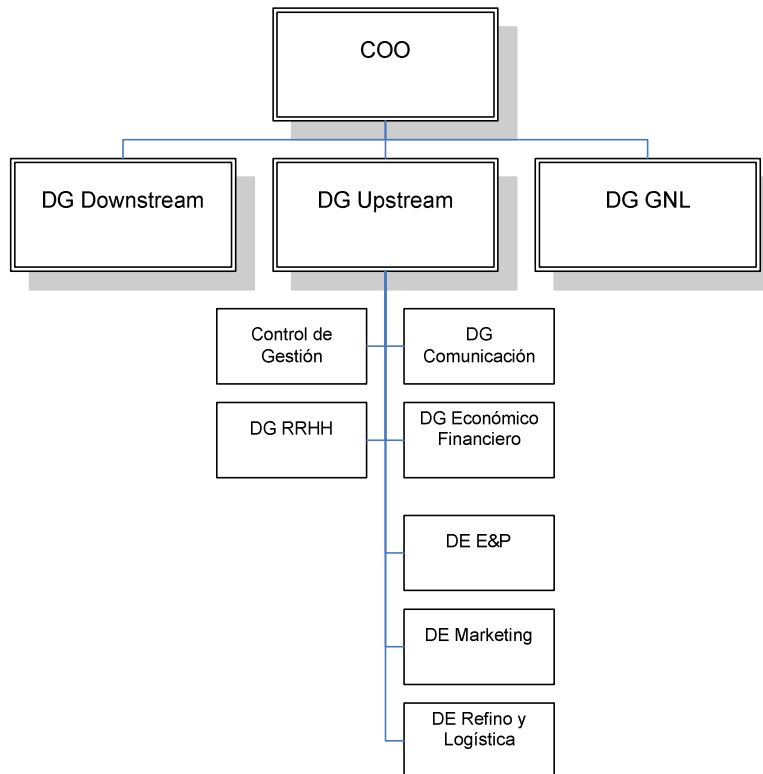 COO
DG Downstream
DG Upstream
DG GNL
Control de
Gestión
DG
Comunicación
DG RRHH
DG Económico
Financiero
DE E&P
DE Marketing
DE Refino y
Logística